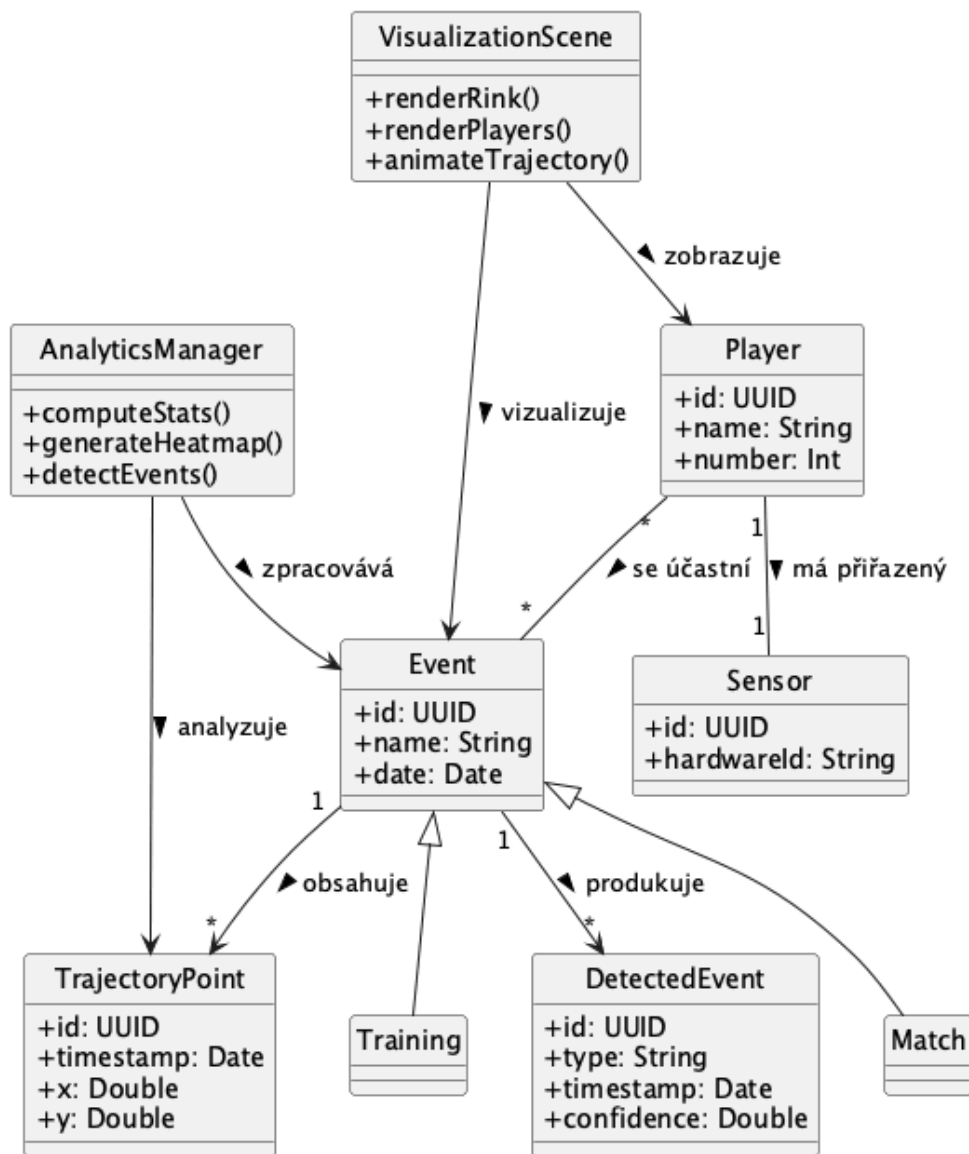 VisualizationScene
+renderRink()
+renderPlayers()
+animateTrajectory()
zobrazuje
AnalyticsManager
+computeStats()
+generateHeatmap()
+detectEvents()
vizualizuje
Player
+id: UUID
+name: String
+number: Int
zpracovává
*
se účastní
*
1
má přiřazený
1
analyzuje
Event
+id: UUID
+name: String
+date: Date
Sensor
+id: UUID
+hardwareId: String
1
obsahuje
*
1
produkuje
*
TrajectoryPoint
+id: UUID
+timestamp: Date
+x: Double
+y: Double
Training
DetectedEvent
+id: UUID
+type: String
+timestamp: Date
+confidence: Double
Match